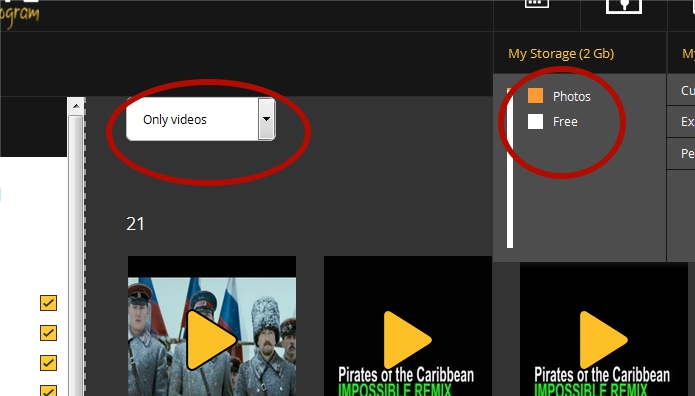 ogram
My Storage (2 Gb)
Photos
Free
Cu
Ex
Pe
Only videos
21
Pirates of the Caribbean
IMPOSSIBLE REMIX
Pirates of the Caribbean
IMPOSSIBLE REMIX